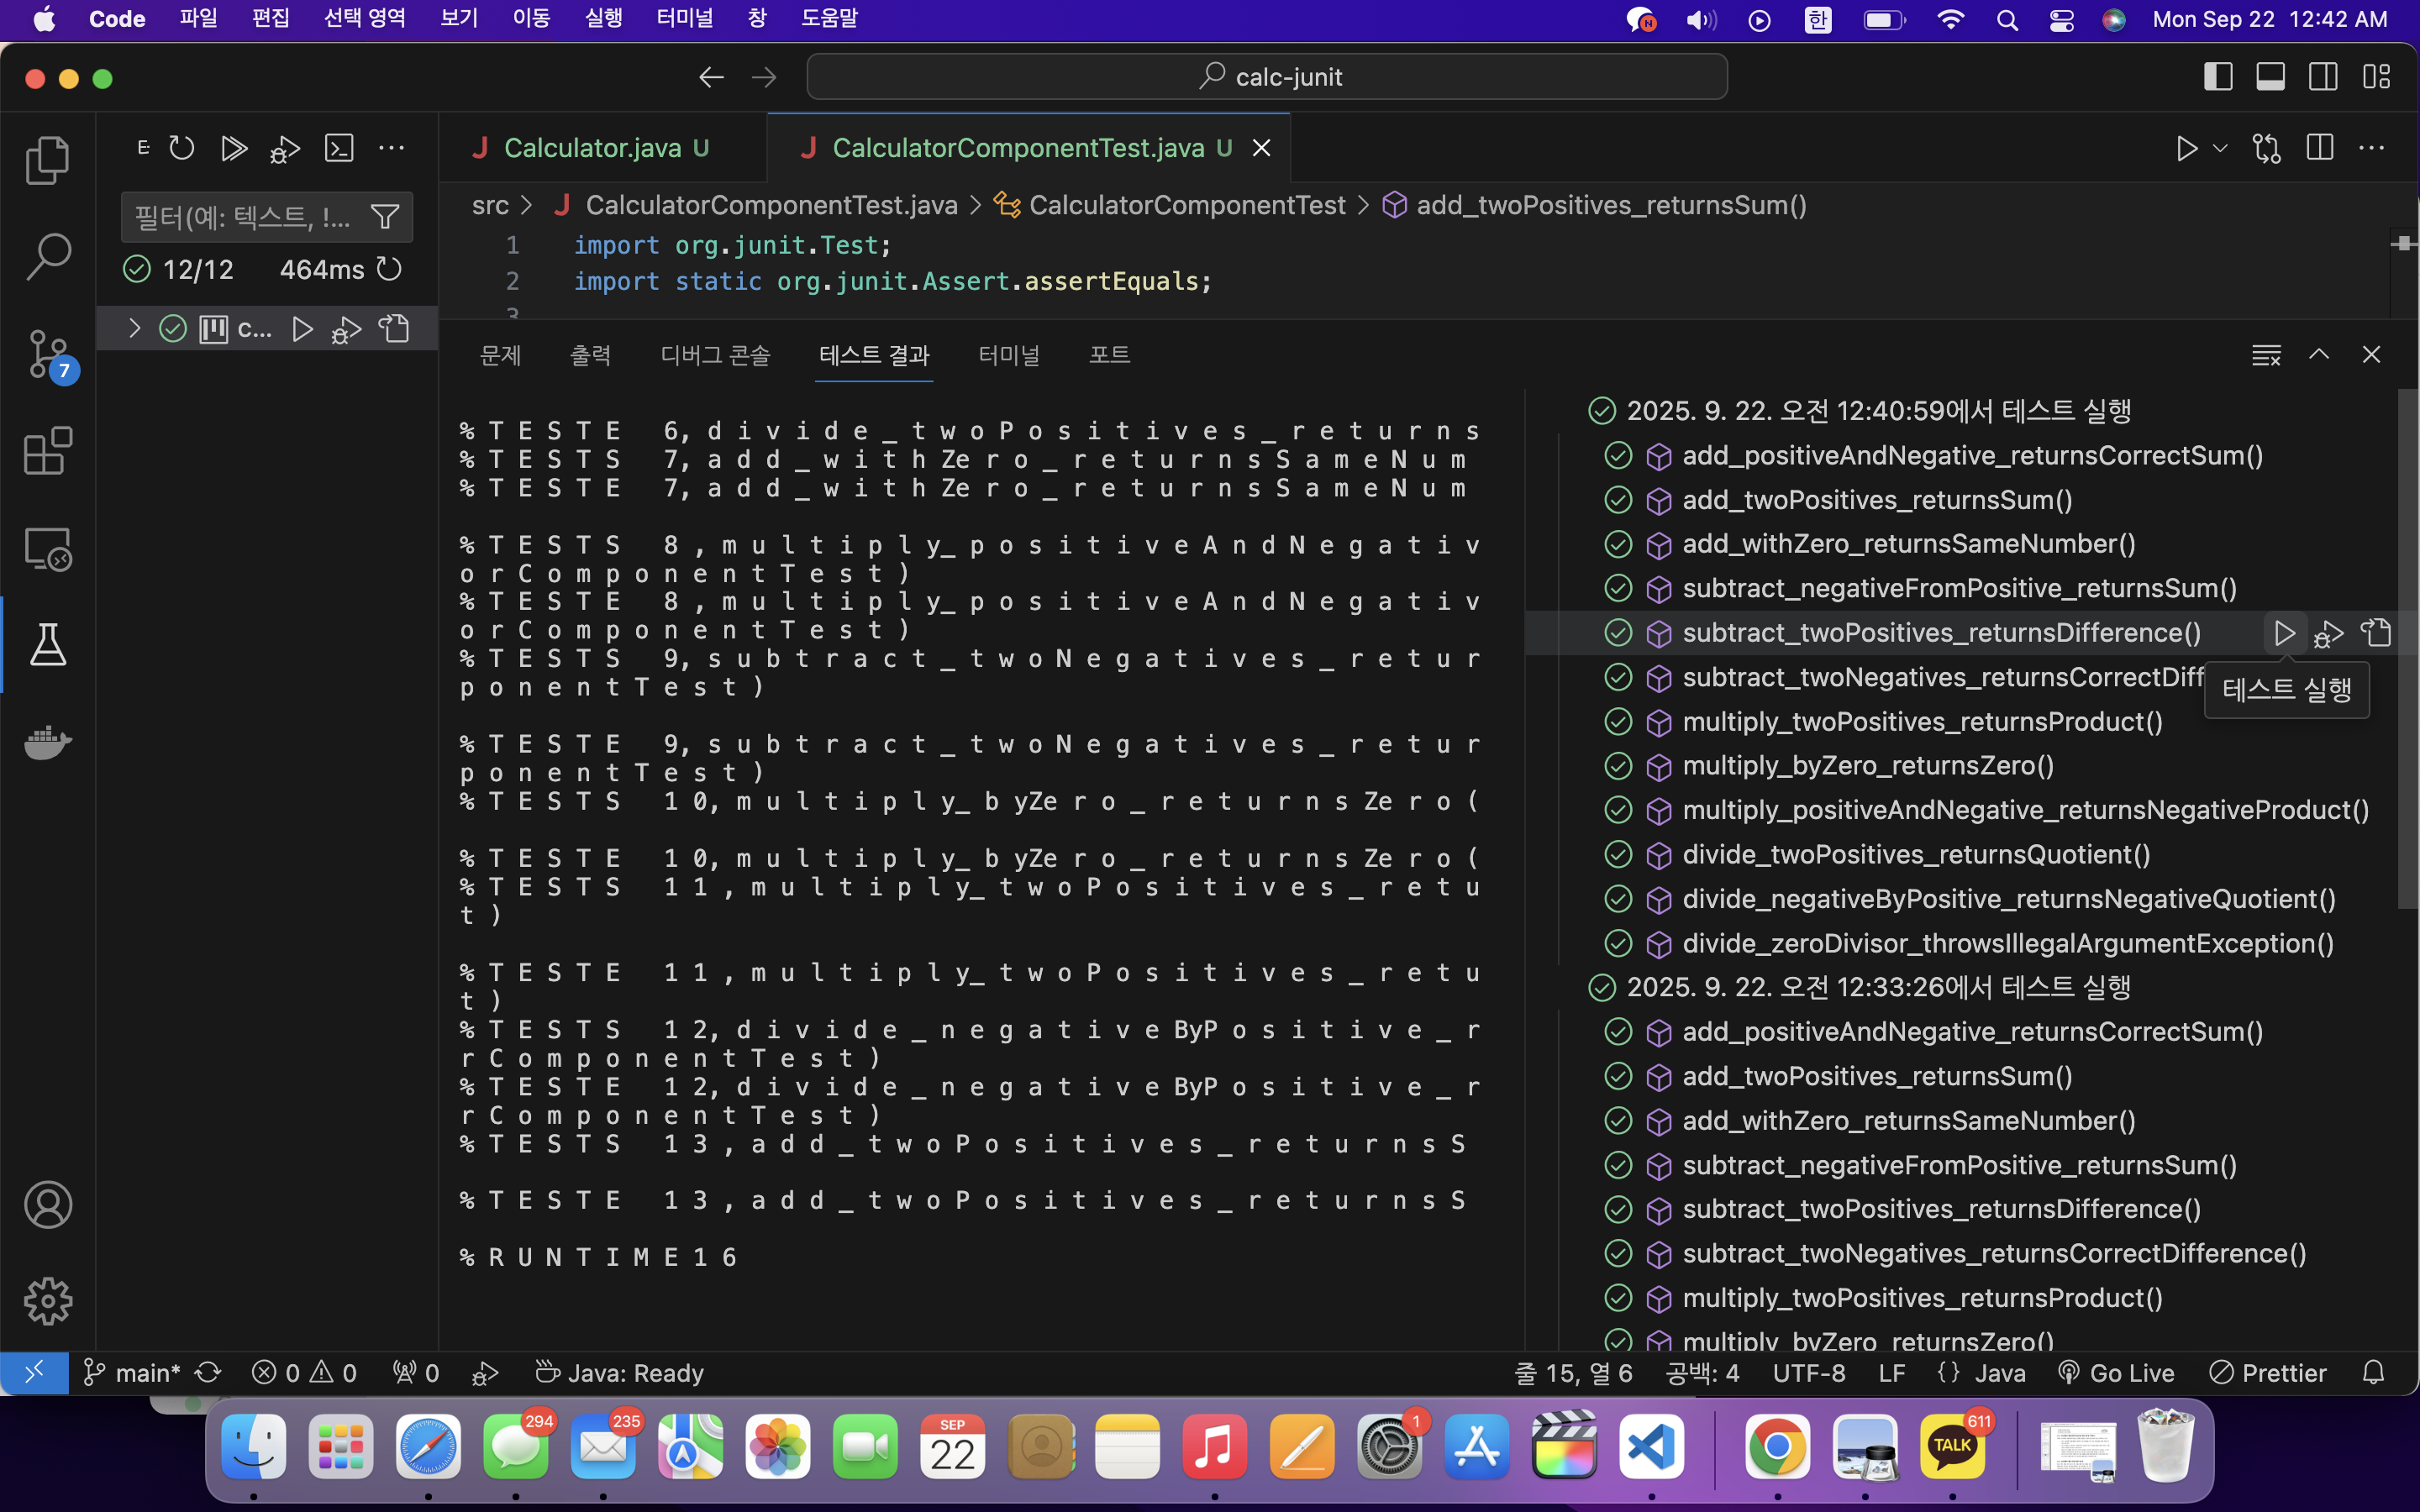 Code 파일 편집 선택 영역 보기 이동 실행 터미널 창 도움말
한 Mon Sep 22 12:42 AM
calc-junit
Calculator.java U
CalculatorComponentTest.java U
필터(예: 텍스트, !...
12/12 464ms
c...
src > CalculatorComponentTest.java > CalculatorComponentTest > add_twoPositives_returnsSum()
1 import org.junit.Test;
2 import static org.junit.Assert.assertEquals;
3
7
문제 출력 디버그 콘솔 테스트 결과 터미널 포트
%TESTE 6,divide_twoPositives_returns
%TESTS 7,add_withZero_returnsSameNum
%TESTE 7,add_withZero_returnsSameNum
%TESTS 8,multiply_positiveAndNegativ
orComponentTest)
%TESTE 8,multiply_positiveAndNegativ
orComponentTest)
%TESTS 9,subtract_twoNegatives_retur
ponentTest)
%TESTE 9,subtract_twoNegatives_retur
ponentTest)
%TESTS 10,multiply_byZero_returnsZero(
%TESTE 10,multiply_byZero_returnsZero(
%TESTS 11,multiply_twoPositives_retu
t)
%TESTE 11,multiply_twoPositives_retu
t)
%TESTS 12,divide_negativeByPositive_r
rComponentTest)
%TESTE 12,divide_negativeByPositive_r
rComponentTest)
%TESTS 13,add_twoPositives_returnsS
%TESTE 13,add_twoPositives_returnsS
%RUNTIME16
2025. 9. 22. 오전 12:40:59에서 테스트 실행
add_positiveAndNegative_returnsCorrectSum()
add_twoPositives_returnsSum()
add_withZero_returnsSameNumber()
subtract_negativeFromPositive_returnsSum()
subtract_twoPositives_returnsDifference()
subtract_twoNegatives_returnsCorrectDiff
테스트 실행
multiply_twoPositives_returnsProduct()
multiply_byZero_returnsZero()
multiply_positiveAndNegative_returnsNegativeProduct()
divide_twoPositives_returnsQuotient()
divide_negativeByPositive_returnsNegativeQuotient()
divide_zeroDivisor_throwsIllegalArgumentException()
2025. 9. 22. 오전 12:33:26에서 테스트 실행
add_positiveAndNegative_returnsCorrectSum()
add_twoPositives_returnsSum()
add_withZero_returnsSameNumber()
subtract_negativeFromPositive_returnsSum()
subtract_twoPositives_returnsDifference()
subtract_twoNegatives_returnsCorrectDifference()
multiply_twoPositives_returnsProduct()
multiply_byZero_returnsZero()
main* 0 0 0 Java: Ready
줄 15, 열 6 공백: 4 UTF-8 LF {} Java Go Live Prettier
294 235 SEP 22 1 TALK 611